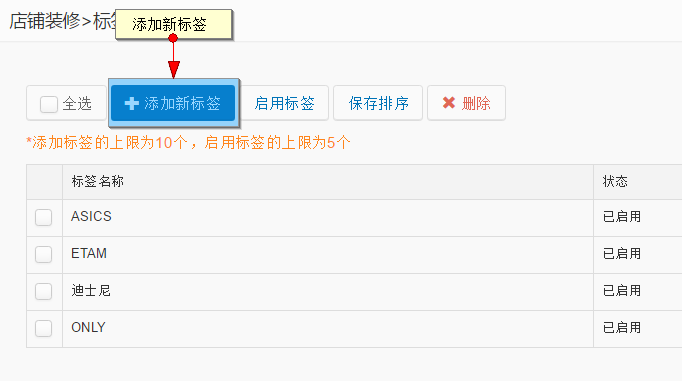 店铺装修>标
添加新标签
全选
添加新标签
启用标签
保存排序
删除
*添加标签的上限为10个，启用标签的上限为5个
标签名称 状态
ASICS 已启用
ETAM 已启用
迪士尼 已启用
ONLY 已启用